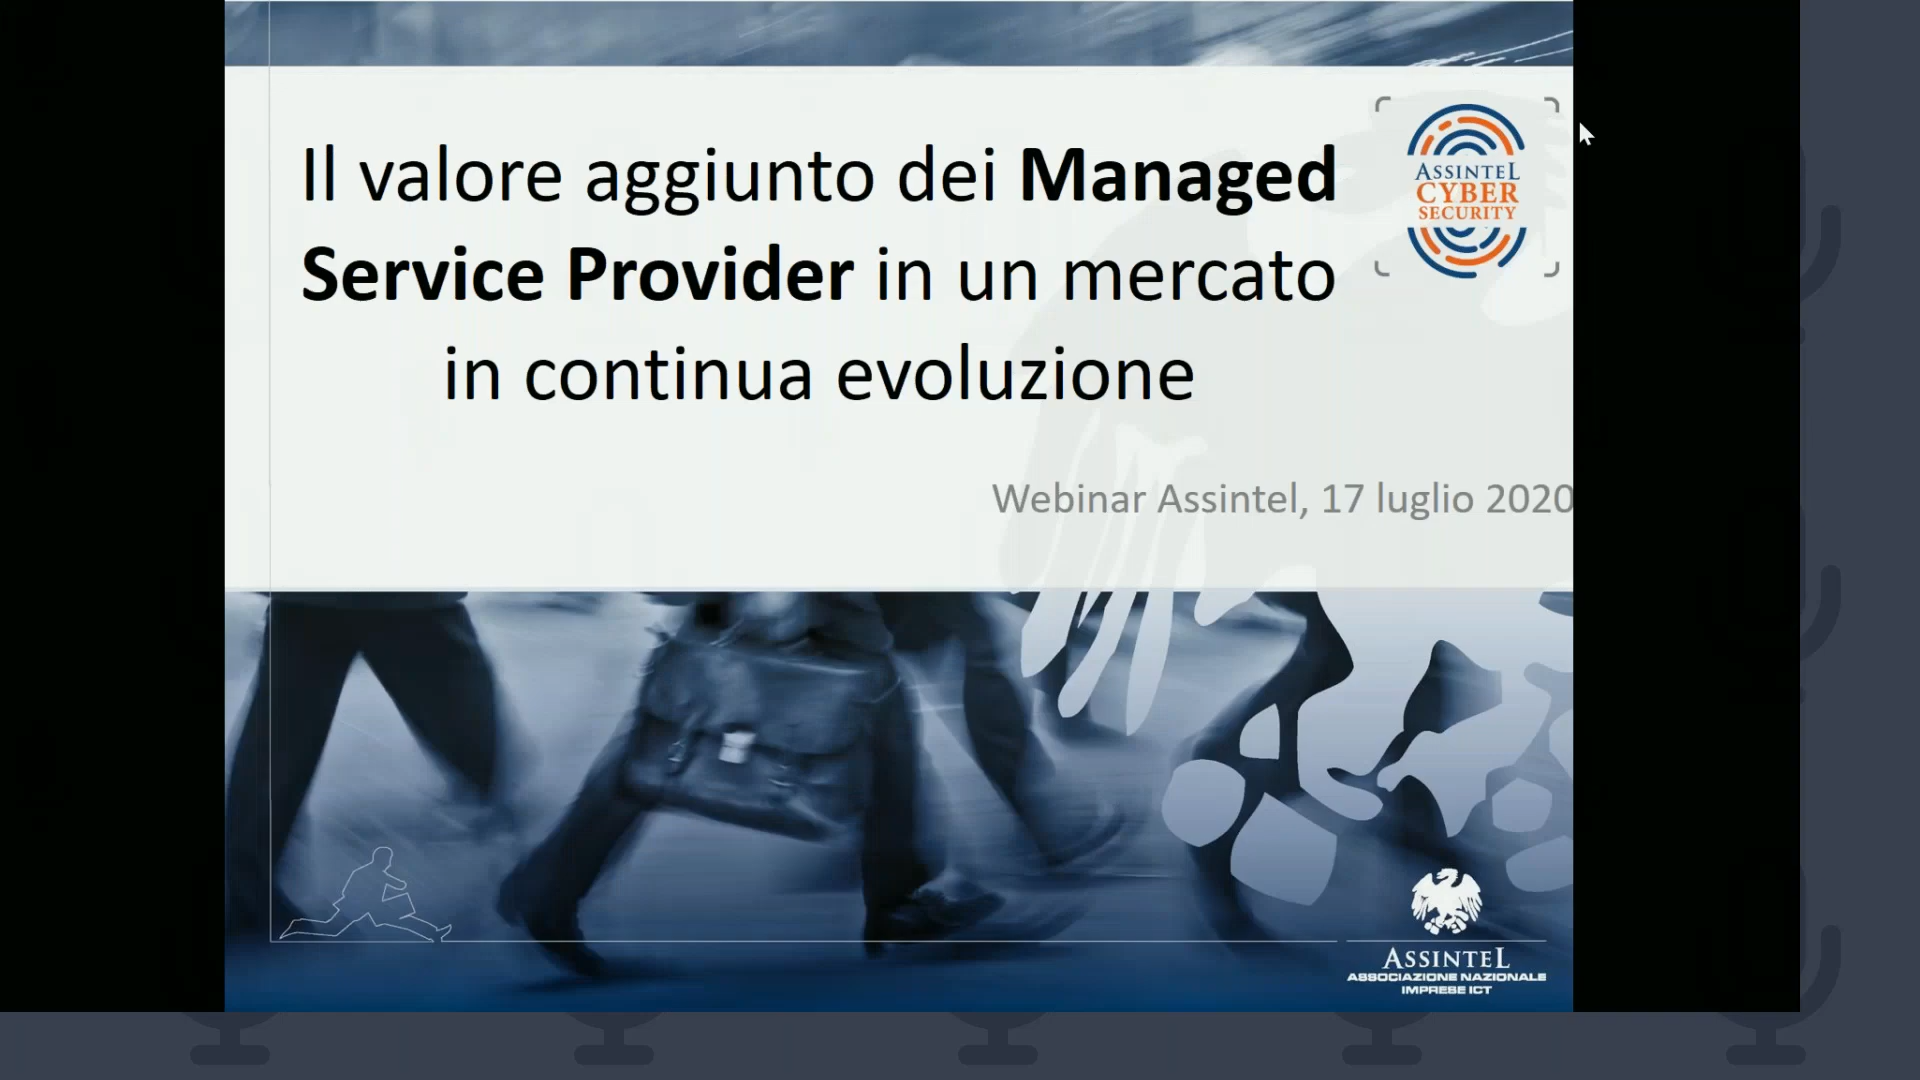 Il valore aggiunto dei Managed
Service Provider in un mercato
in continua evoluzione
ASSINTEL
CYBER
SECURITY
Webinar Assintel, 17 luglio 2020
ASSINTEL
ASSOCIAZIONE NAZIONALE
IMPRESE ICT